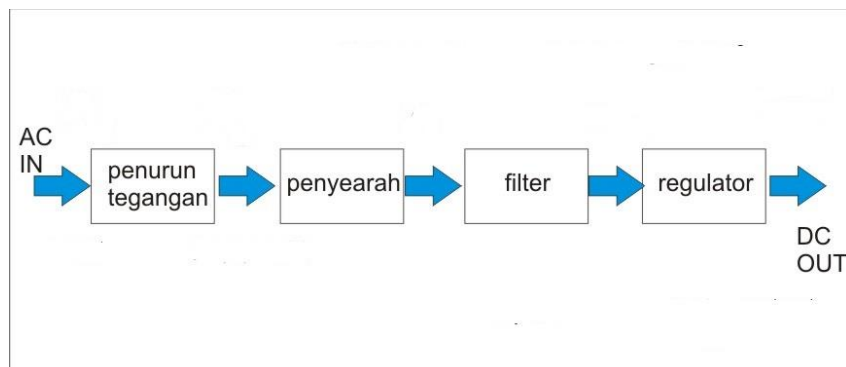 AC
IN
penurun
tegangan
penyearah
filter
regulator
DC
OUT